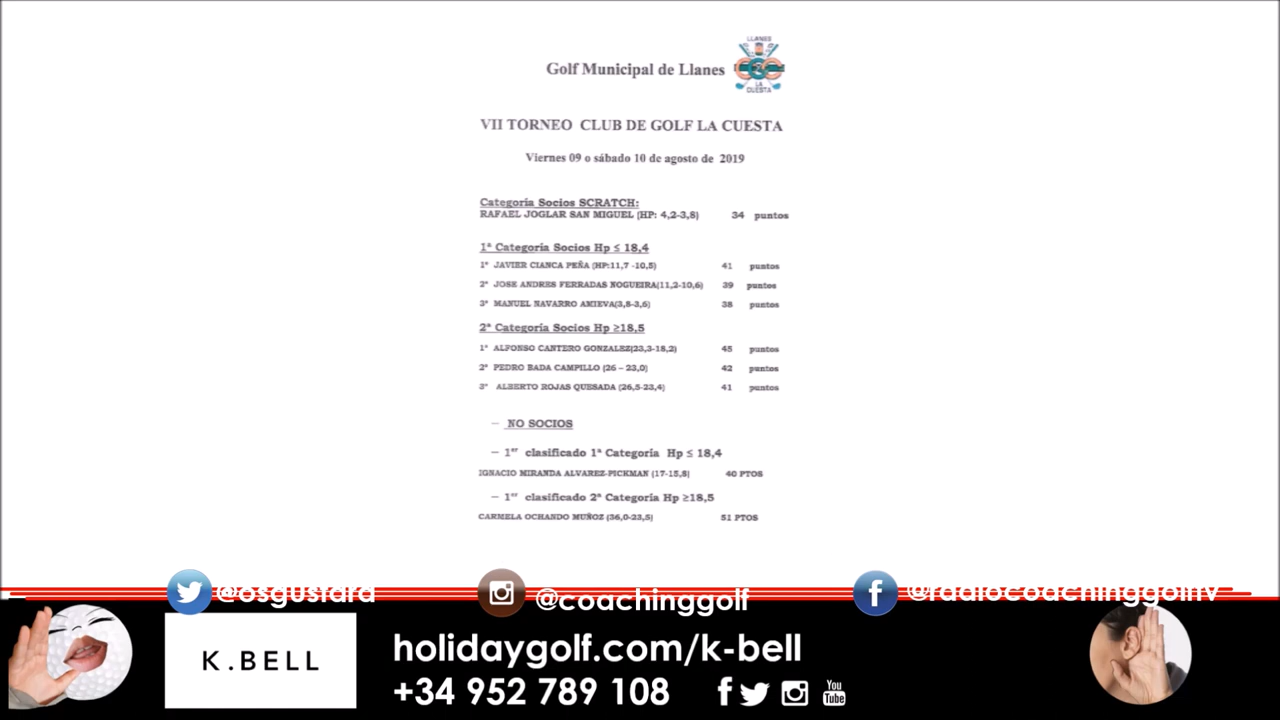 LLANES
Golf Municipal de Llanes
LA
CUESTA
VII TORNEO CLUB DE GOLF LA CUESTA
Viernes 09 o sábado 10 de agosto de 2019
Categoría Socios SCRATCH:
RAFAEL JOGLAR SAN MIGUEL (HP: 4,2-3,8) 34 puntos
1ª Categoría Socios Hp ≤ 18,4
1º JAVIER CIANCA PEÑA (HP:11,7 -10,5) 41 puntos
2º JOSE ANDRES FERRADAS NOGUEIRA(11,2-10,6) 39 puntos
3º MANUEL NAVARRO AMIEVA(3,8-3,6) 38 puntos
2ª Categoría Socios Hp ≥18,5
1º ALFONSO CANTERO GONZALEZ(23,3-18,2) 45 puntos
2º PEDRO BADA CAMPILLO (26 – 23,0) 42 puntos
3º ALBERTO ROJAS QUESADA (26,5-23,4) 41 puntos
– NO SOCIOS
– 1er clasificado 1ª Categoría Hp ≤ 18,4
IGNACIO MIRANDA ALVAREZ-PICKMAN (17-15,8) 40 PTOS
– 1er clasificado 2ª Categoría Hp ≥18,5
CARMELA OCHANDO MUÑOZ (36,0-23,5) 51 PTOS
@osgustara @coachinggolf @radiocoachinggolftv
K.BELL
holidaygolf.com/k-bell
+34 952 789 108
You
Tube